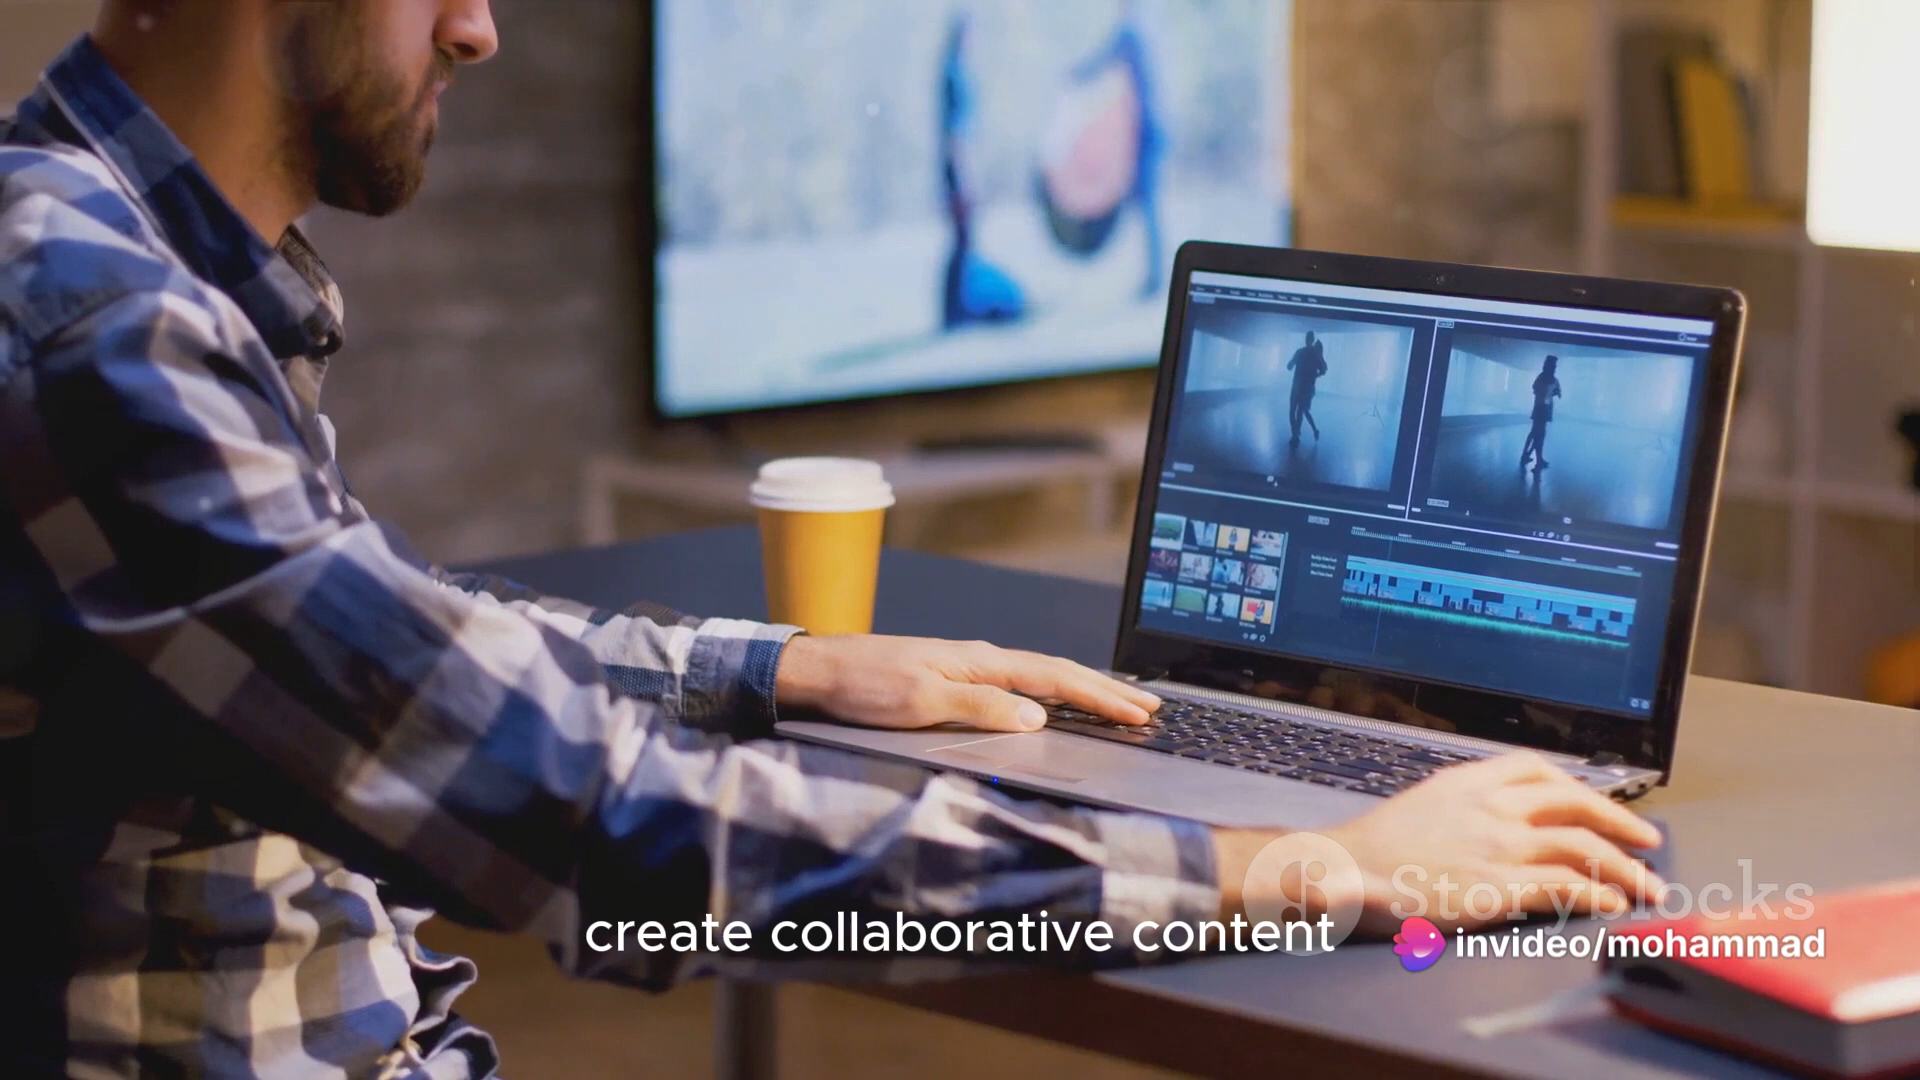 Storyblocks
create collaborative content
invideo/mohammad